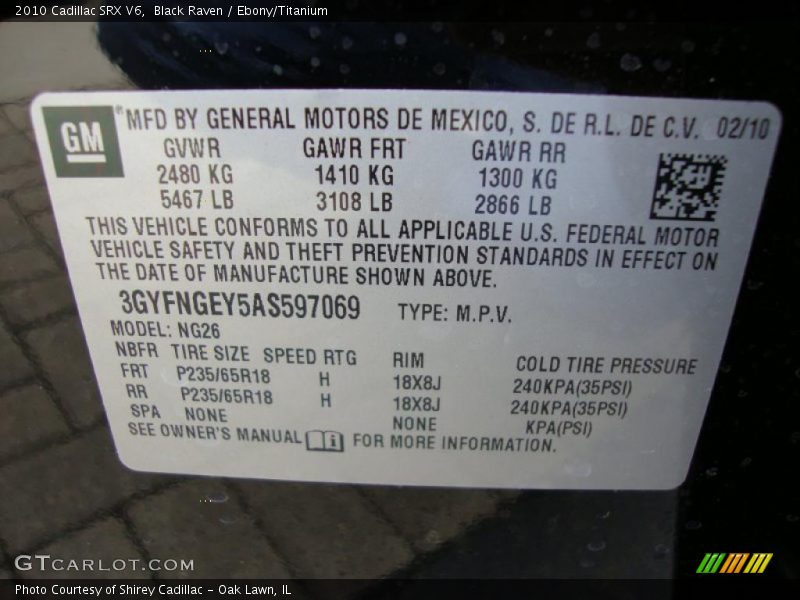 2010 Cadillac SRX V6, Black Raven / Ebony/Titanium
GM ® MFD BY GENERAL MOTORS DE MEXICO, S. DE R.L. DE C.V. 02/10
GVWR GAWR FRT GAWR RR
2480 KG 1410 KG 1300 KG
5467 LB 3108 LB 2866 LB
THIS VEHICLE CONFORMS TO ALL APPLICABLE U.S. FEDERAL MOTOR
VEHICLE SAFETY AND THEFT PREVENTION STANDARDS IN EFFECT ON
THE DATE OF MANUFACTURE SHOWN ABOVE.
3GYFNGEY5AS597069 TYPE: M.P.V.
MODEL: NG26
NBFR TIRE SIZE SPEED RTG RIM COLD TIRE PRESSURE
FRT P235/65R18 H 18X8J 240KPA(35PSI)
RR P235/65R18 H 18X8J 240KPA(35PSI)
SPA NONE NONE KPA(PSI)
SEE OWNER'S MANUAL FOR MORE INFORMATION.
GTCARLOT.COM
Photo Courtesy of Shirey Cadillac - Oak Lawn, IL